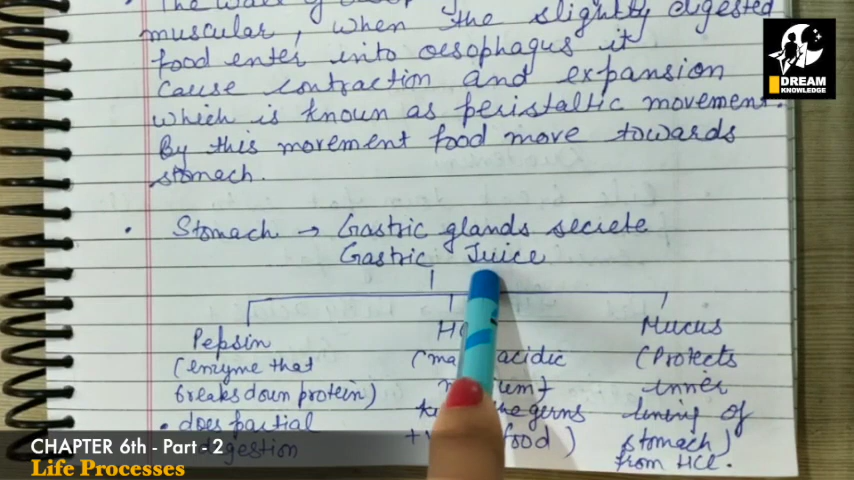 The wall of
muscular, when the slightly digested
food enter into oesophagus it
cause contraction and expansion
which is known as peristaltic movement.
By this movement food move towards
stomach.
• Stomach → Gastric glands secrete
Gastric Juice
Pepsin
(enzyme that
breaks down protein)
• does partial
digestion
(
acidic
+
the germs
+
food)
Mucus
(Protects
inner
lining of
stomach)
from HCl.
DREAM
KNOWLEDGE
CHAPTER 6th - Part - 2
Life Processes